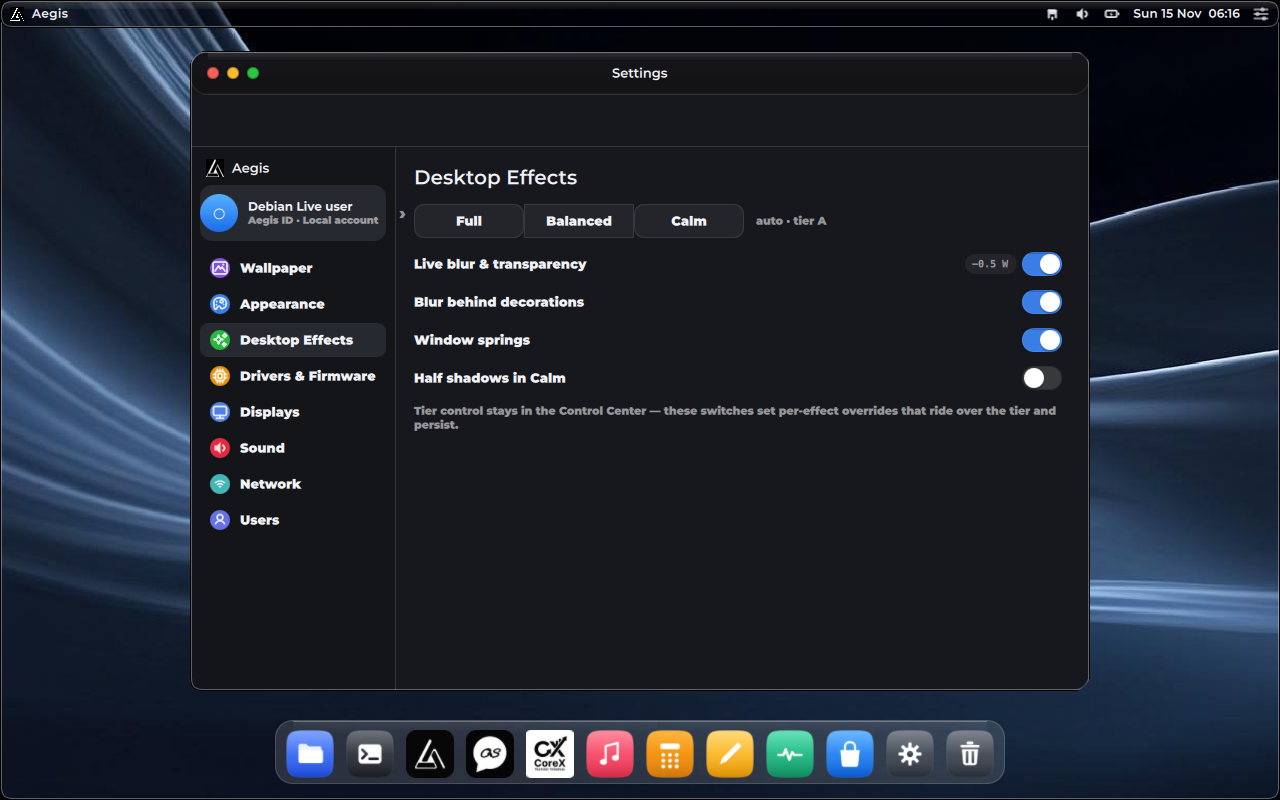 Aegis
Sun 15 Nov 06:16
Settings
Aegis
Debian Live user
Aegis ID • Local account
Wallpaper
Appearance
Desktop Effects
Drivers & Firmware
Displays
Sound
Network
Users
Desktop Effects
Full
Balanced
Calm
auto • tier A
Live blur & transparency
−0.5 W
Blur behind decorations
Window springs
Half shadows in Calm
Tier control stays in the Control Center — these switches set per-effect overrides that ride over the tier and
persist.
as
CX
CoreX